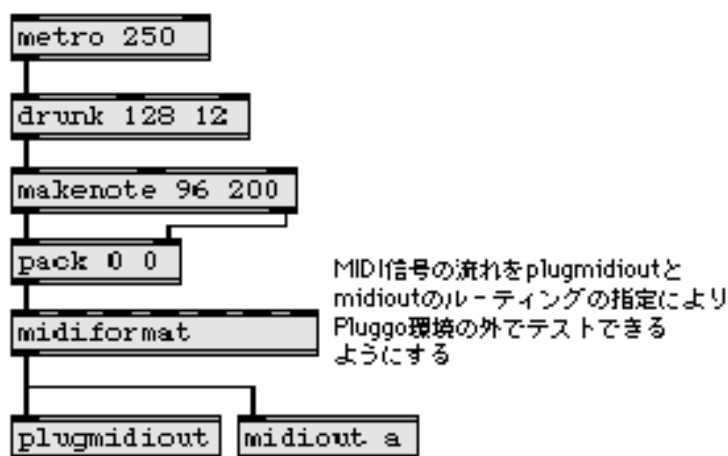 metro 250
drunk 128 12
makenote 96 200
pack 0 0
MIDI信号の流れをplugmidioutと
midioutのルーティングの指定により
Pluggo環境の外でテストできる
ようにする
midiformat
plugmidiout
midiout a